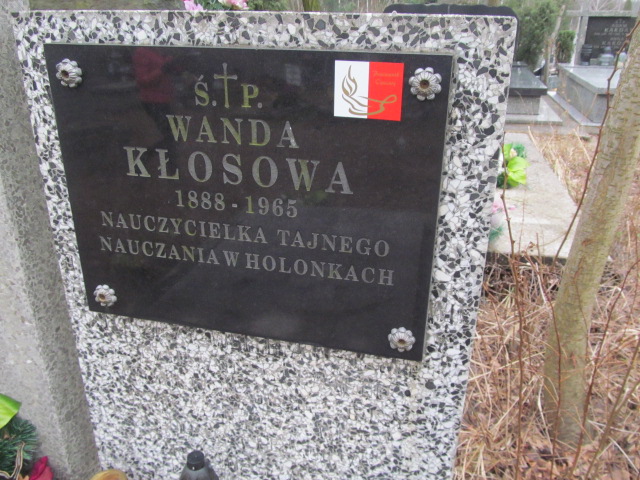 Ś.†P.
WANDA
KŁOSOWA
1888 - 1965
NAUCZYCIELKA TAJNEGO
NAUCZANIA W HOLONKACH